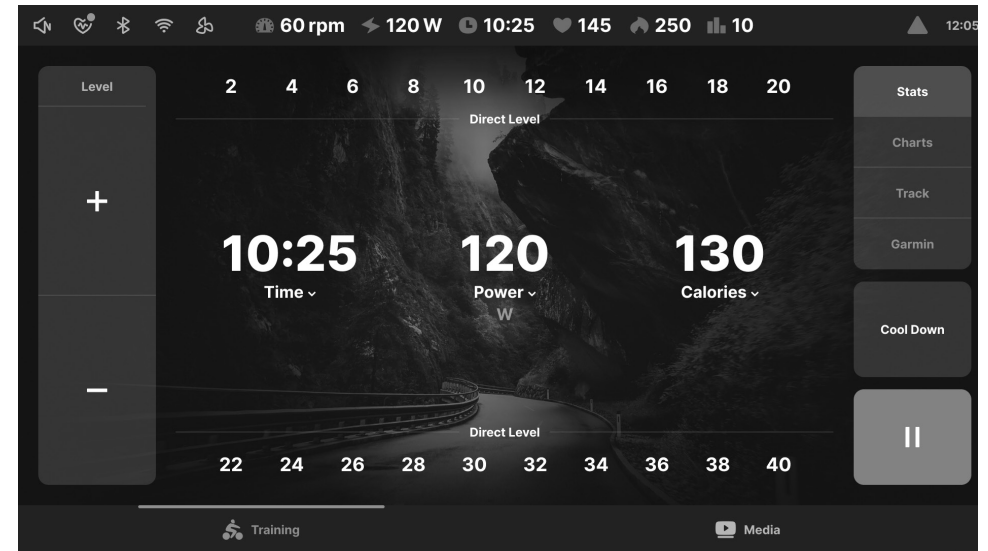 60 rpm 120 W 10:25 145 250 10 12:05
Level
2 4 6 8 10 12 14 16 18 20
Direct Level
Stats
Charts
Track
Garmin
10:25 120 130
Time Power Calories
W
Cool Down
Direct Level
22 24 26 28 30 32 34 36 38 40
Training Media